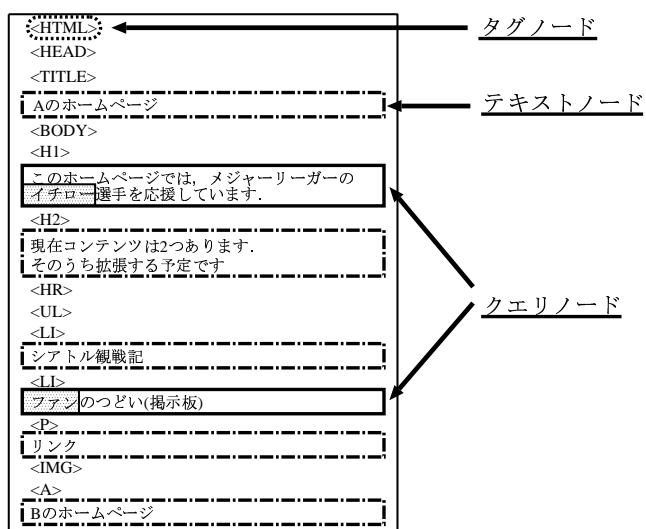 <HTML>
タグノード
<HEAD>
<TITLE>
Aのホームページ
テキストノード
<BODY>
<H1>
このホームページでは，メジャーリーガーの
イチロー選手を応援しています．
<H2>
現在コンテンツは2つあります．
そのうち拡張する予定です
<HR>
クエリノード
<UL>
<LI>
シアトル観戦記
<LI>
ファンのつどい(掲示板)
<P>
リンク
<IMG>
<A>
Bのホームページ